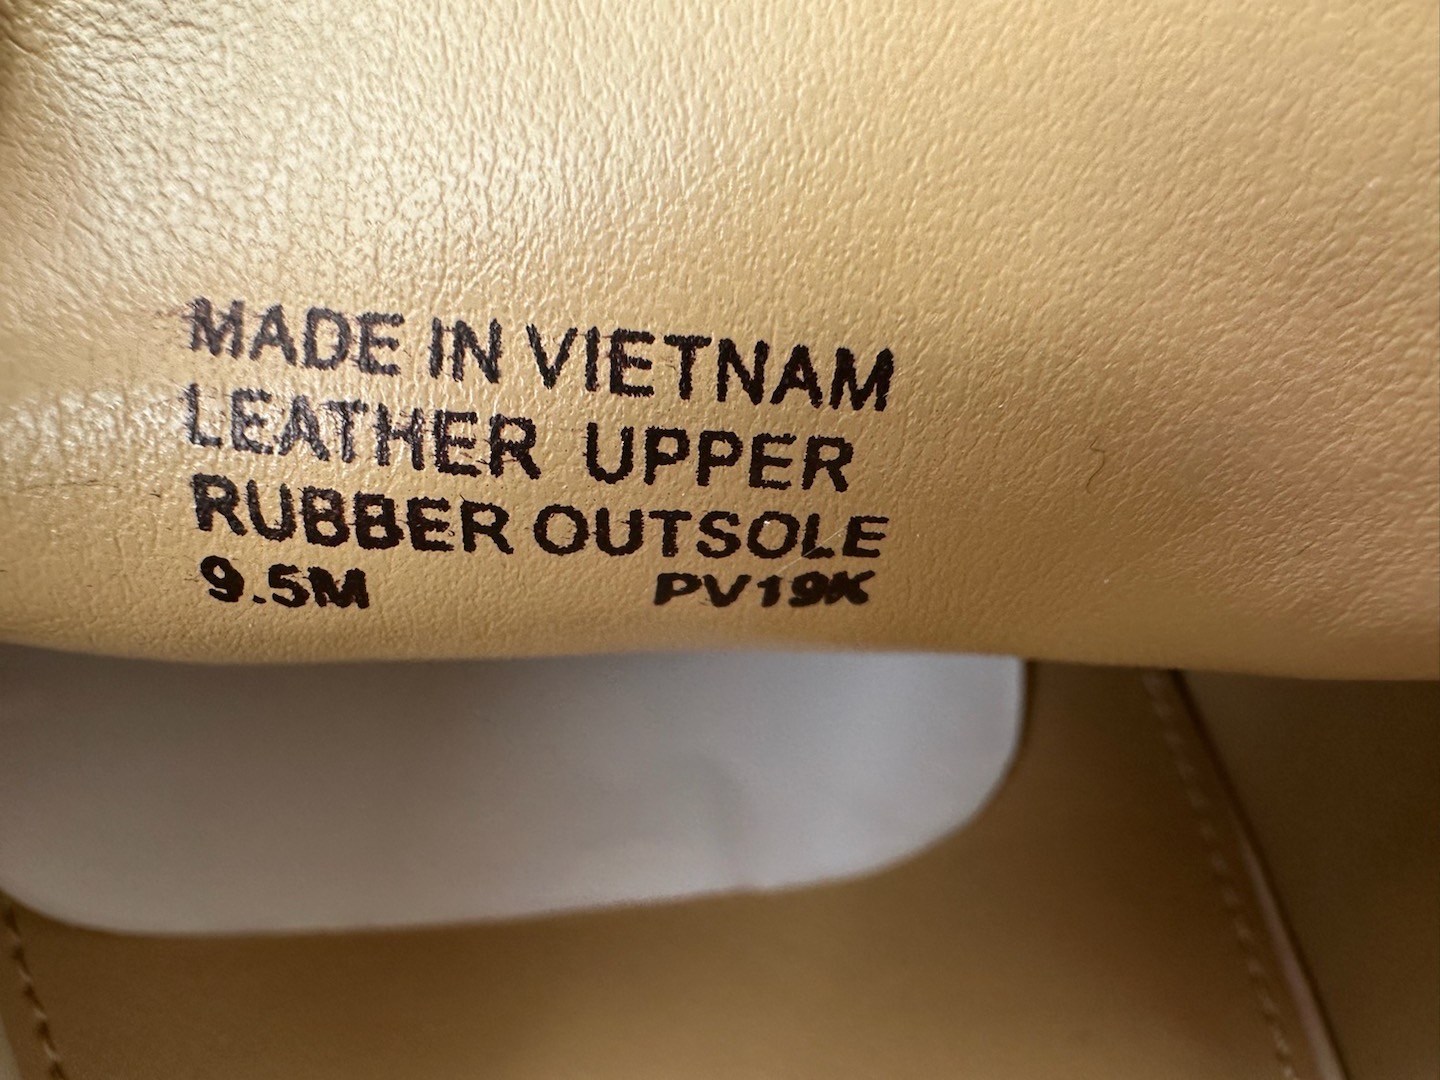 MADE IN VIETNAM
LEATHER UPPER
RUBBER OUTSOLE
9.5M PV19K